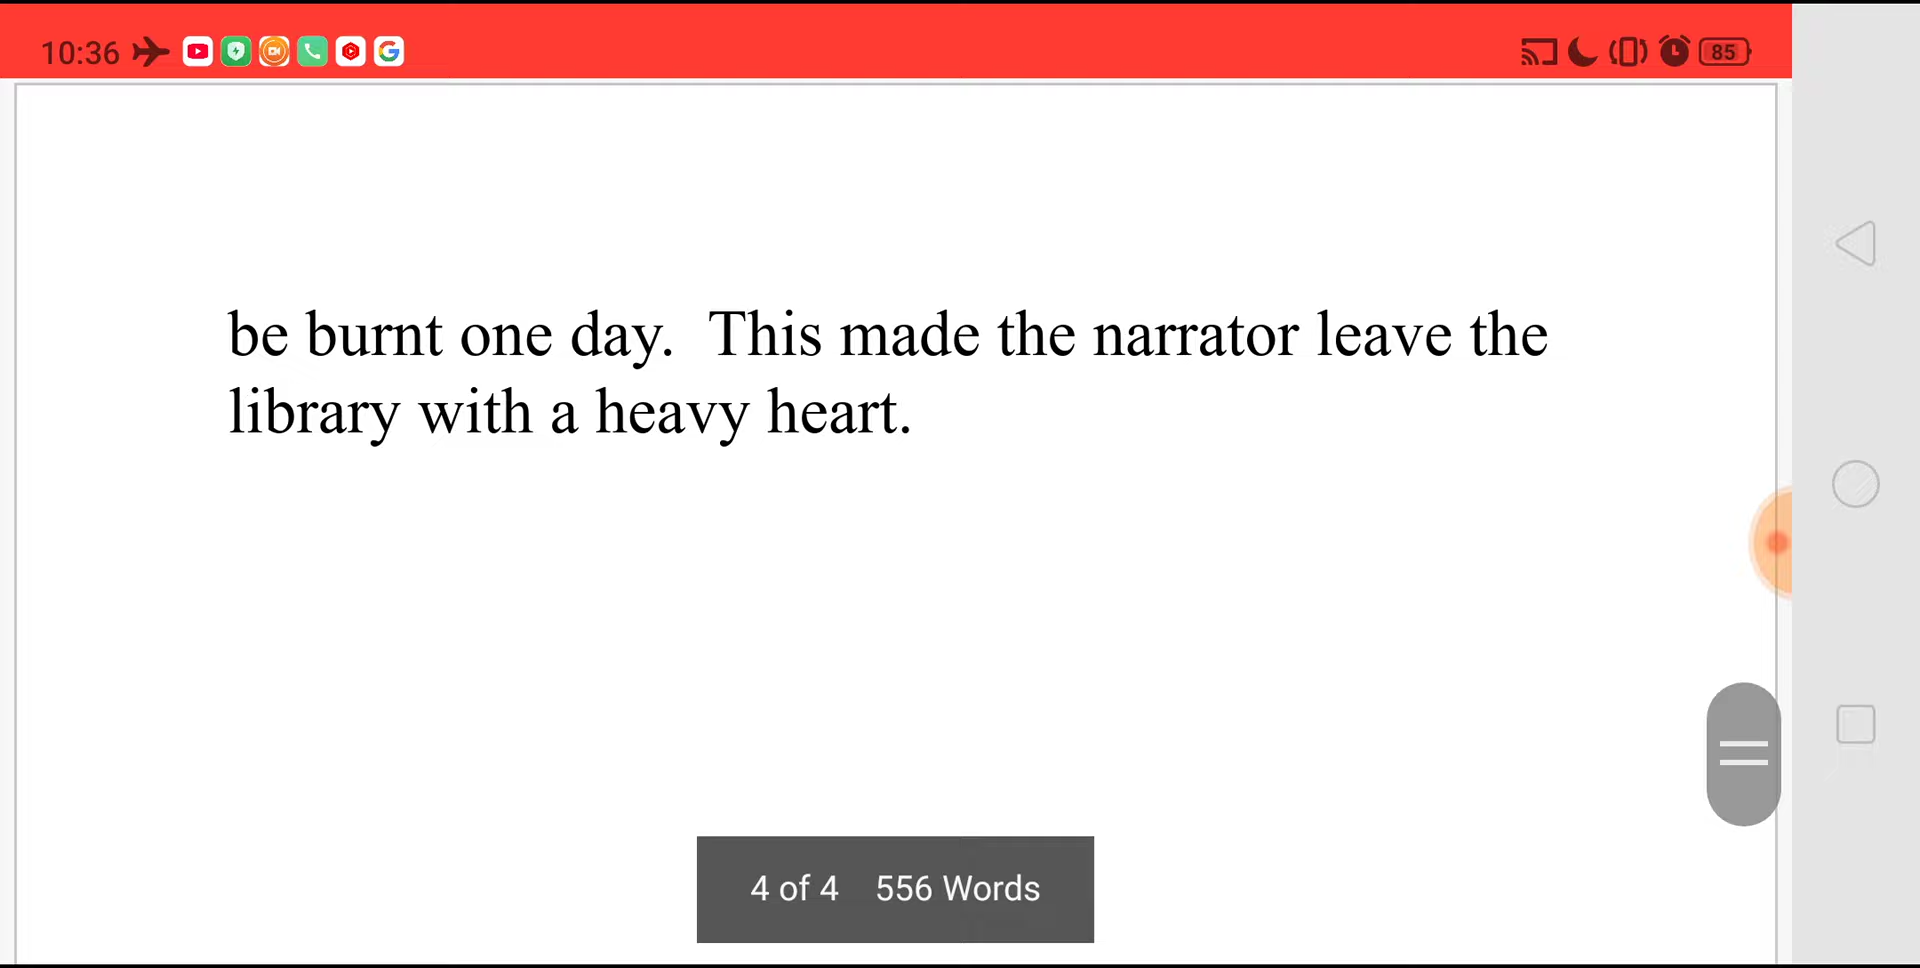 10:36
85
be burnt one day.  This made the narrator leave the
library with a heavy heart.
4 of 4 556 Words